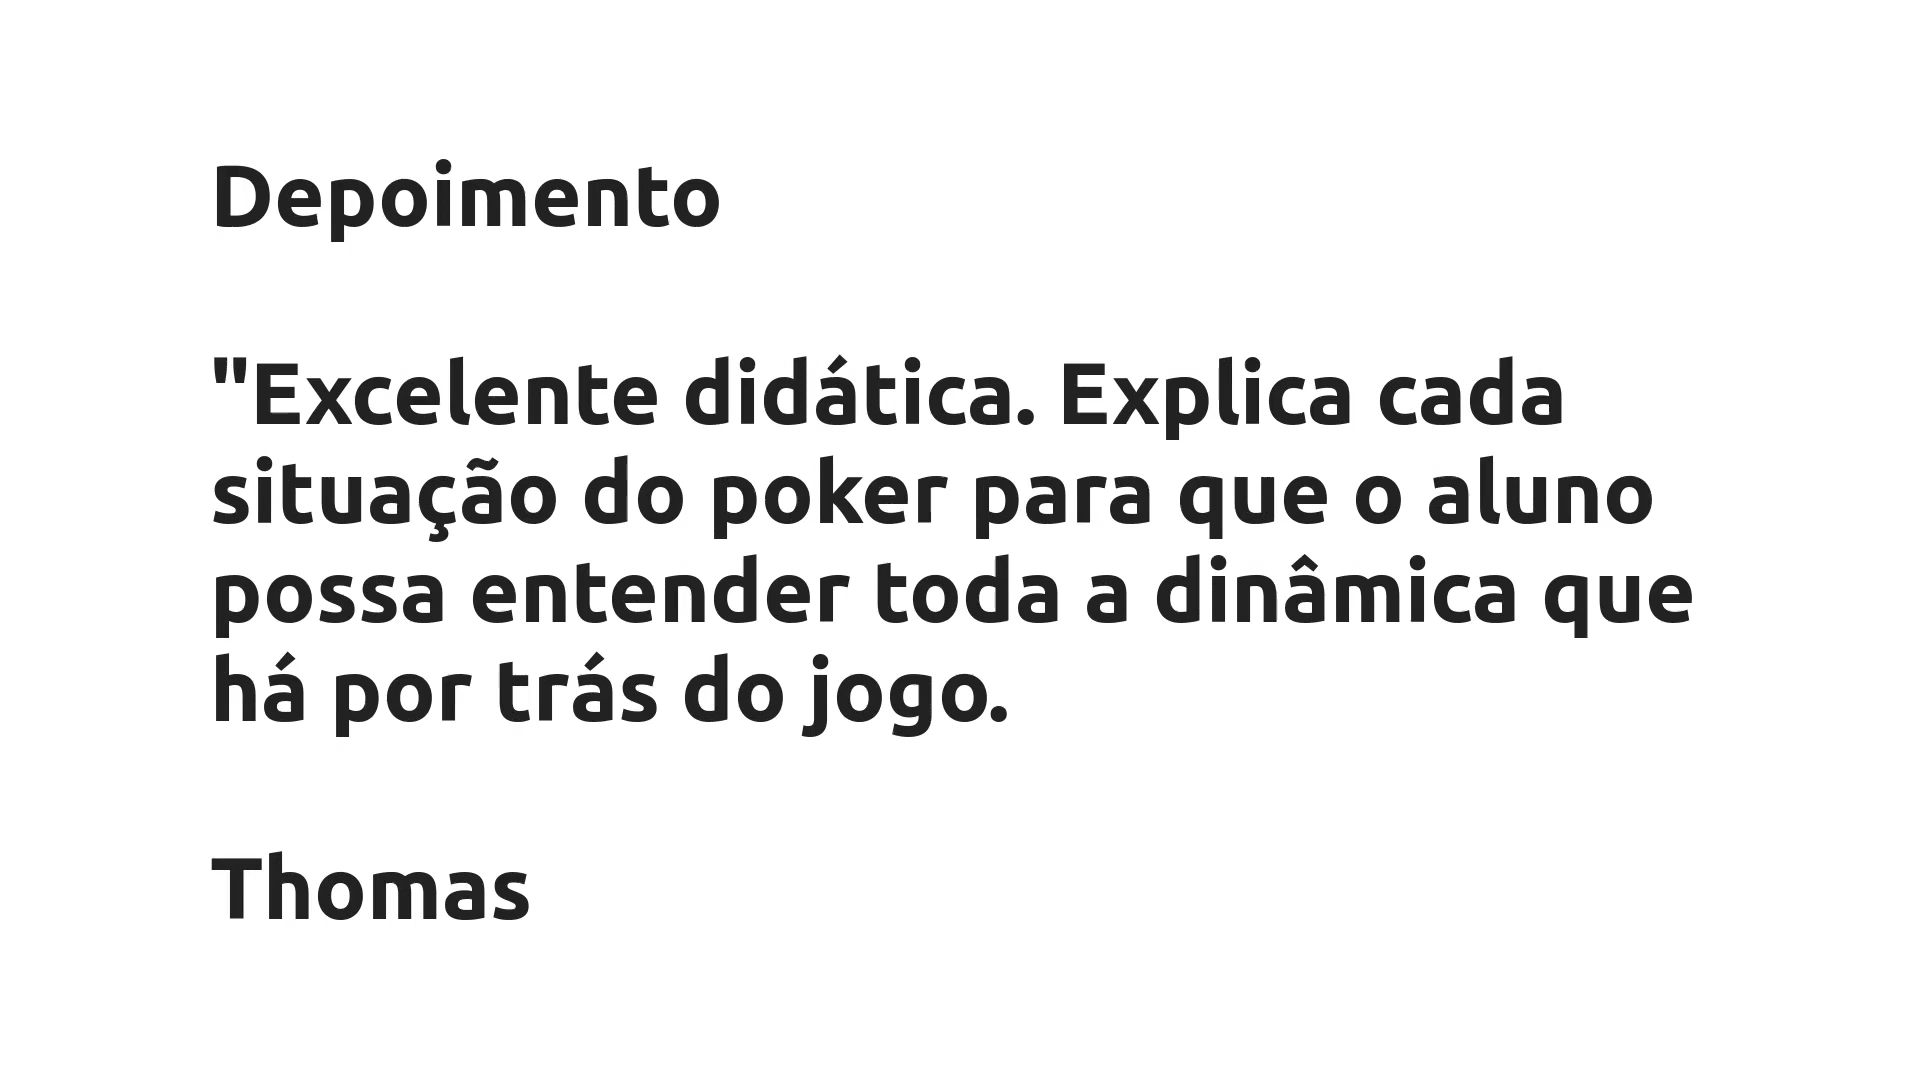 Depoimento
"Excelente didática. Explica cada
situação do poker para que o aluno
possa entender toda a dinâmica que
há por trás do jogo.
Thomas